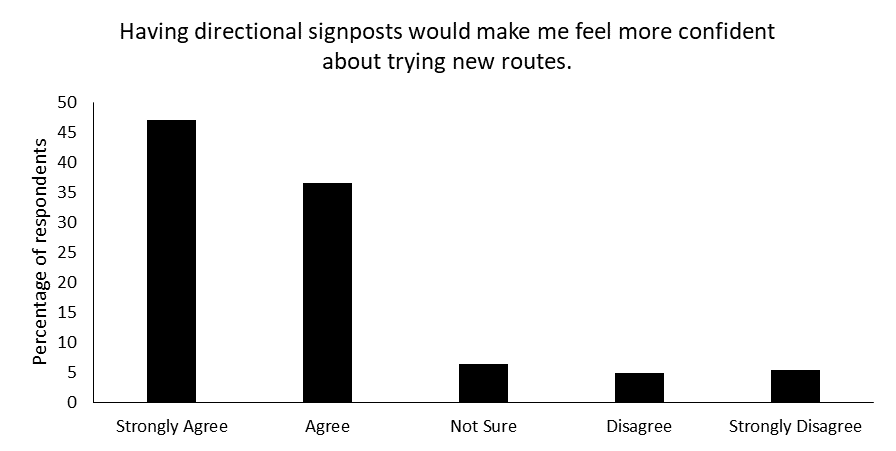 Having directional signposts would make me feel more confident
about trying new routes.
Percentage of respondents
50
45
40
35
30
25
20
15
10
5
0
Strongly Agree
Agree
Not Sure
Disagree
Strongly Disagree